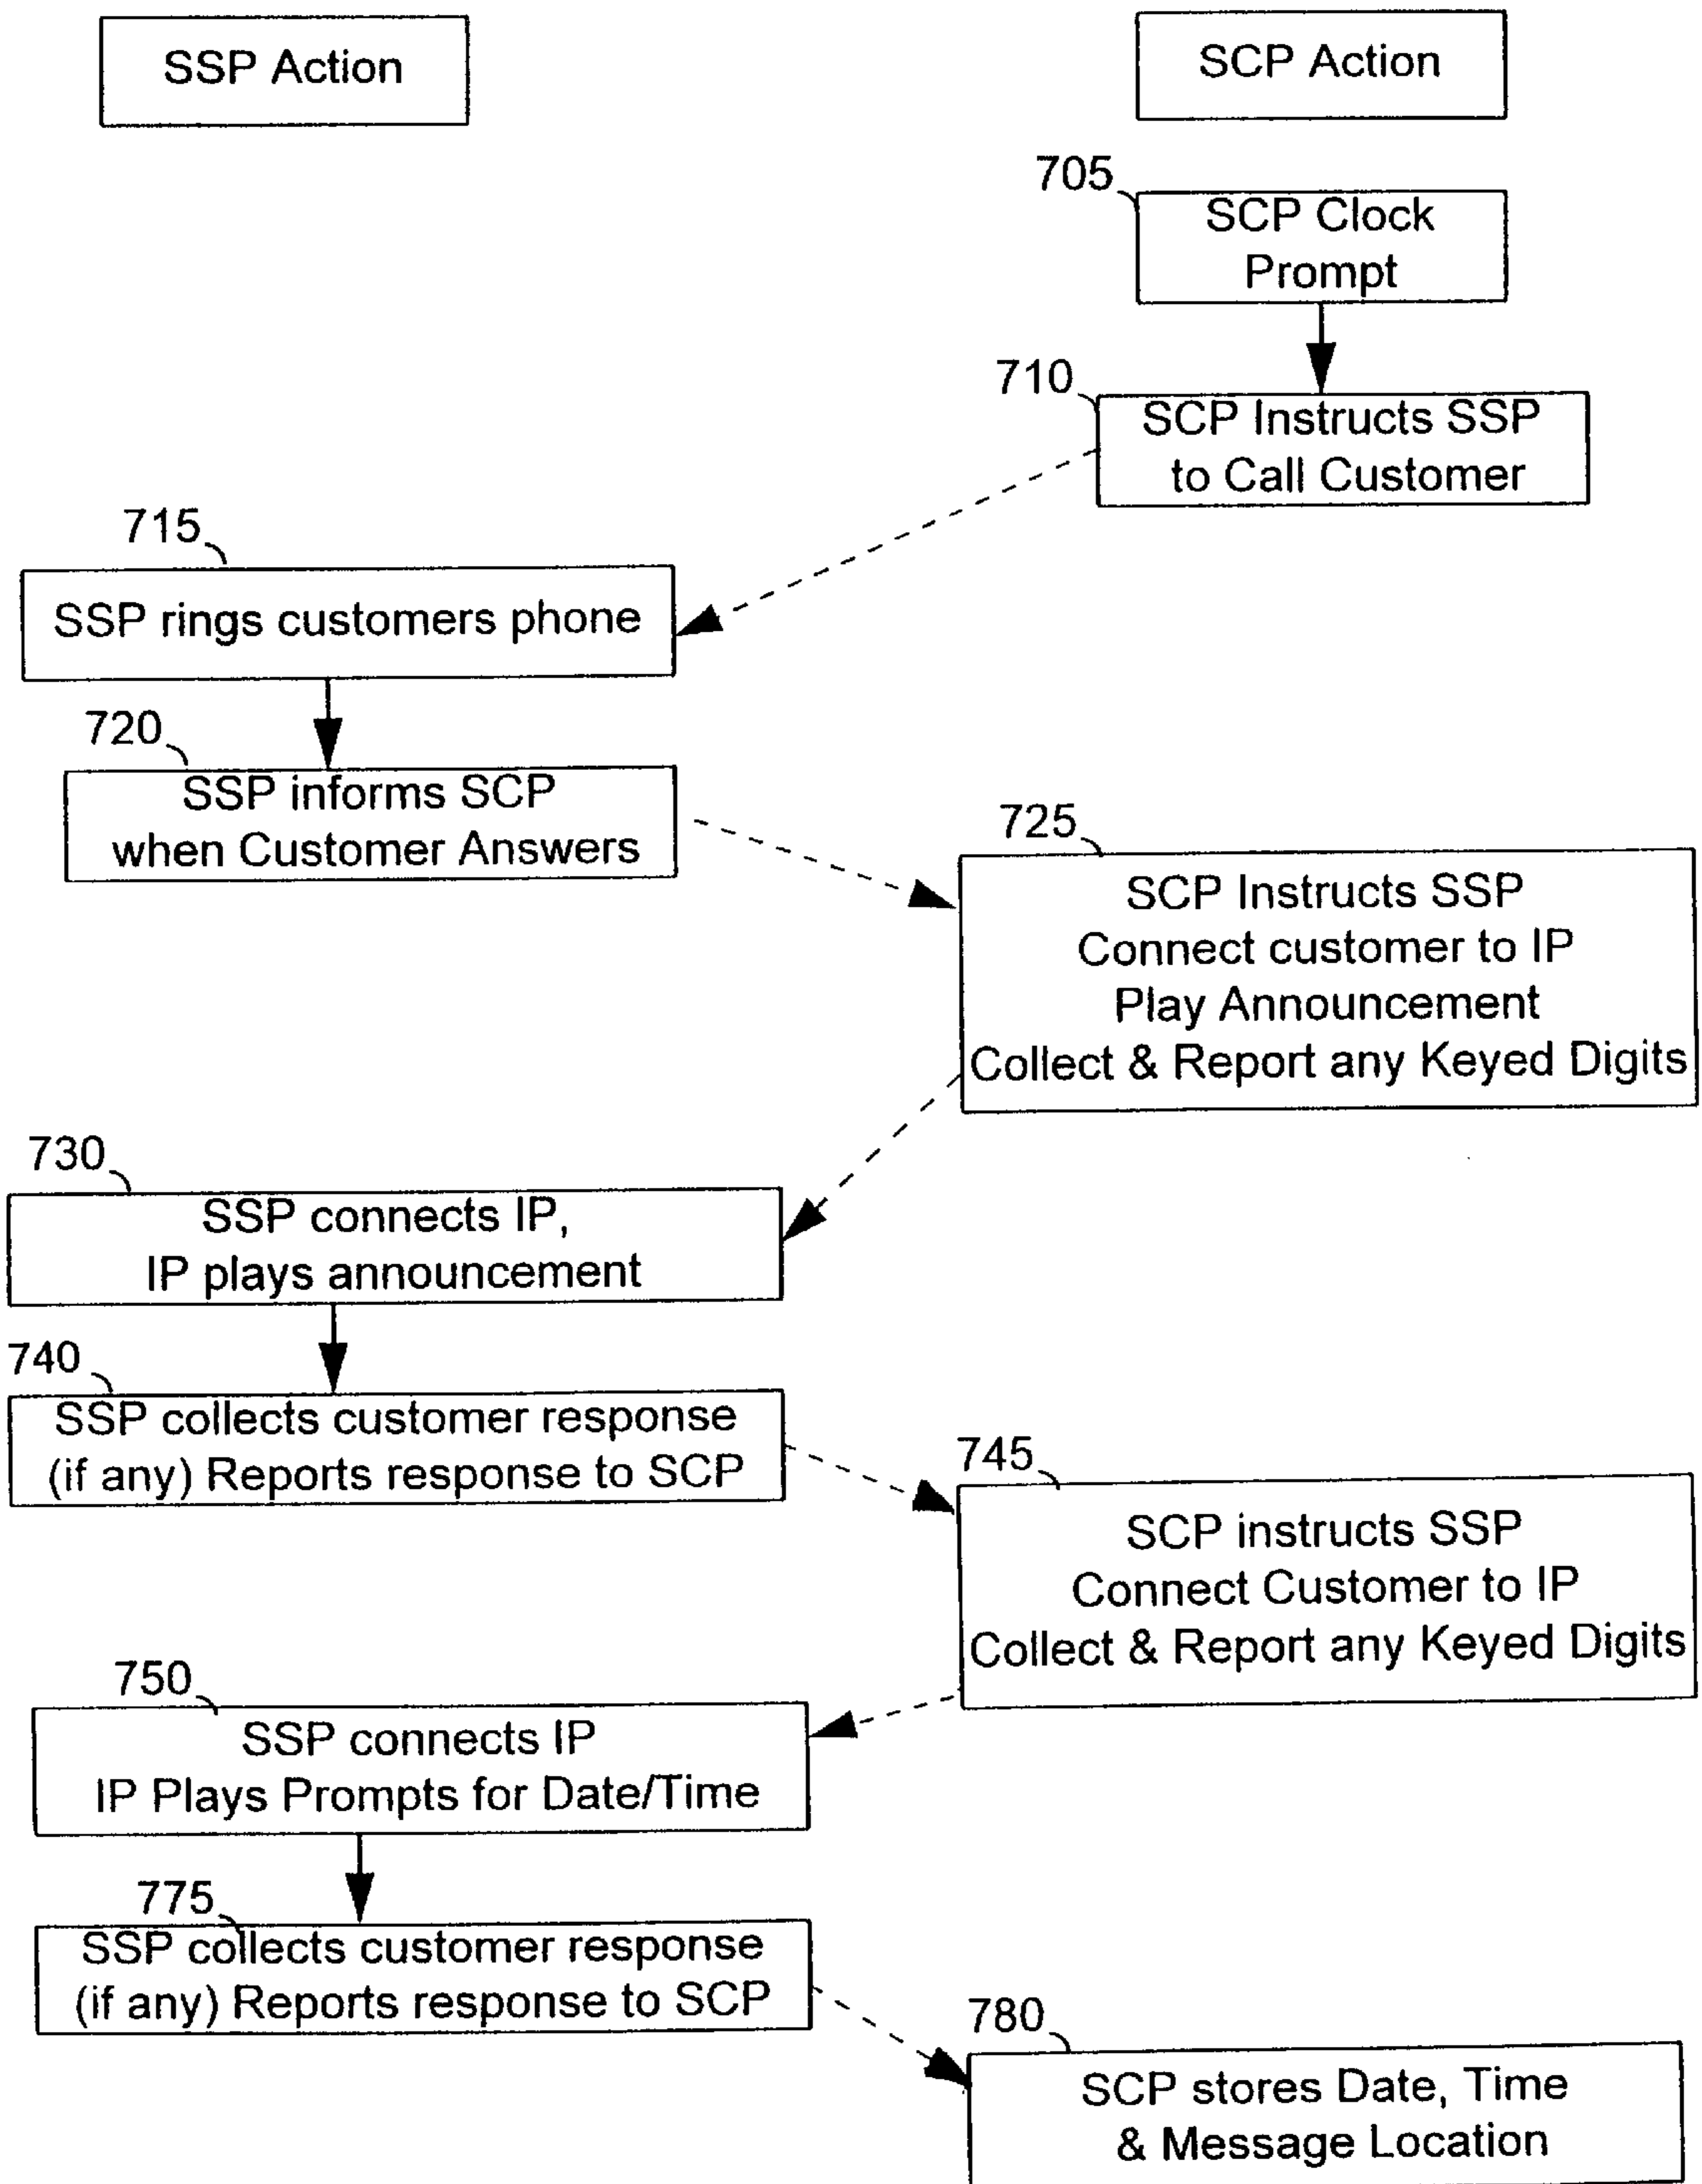 SSP Action
SCP Action
705
SCP Clock
Prompt
710
SCP Instructs SSP
to Call Customer
715
SSP rings customers phone
720
SSP informs SCP
when Customer Answers
725
SCP Instructs SSP
Connect customer to IP
Play Announcement
Collect & Report any Keyed Digits
730
SSP connects IP,
IP plays announcement
740
SSP collects customer response
(if any) Reports response to SCP
745
SCP instructs SSP
Connect Customer to IP
Collect & Report any Keyed Digits
750
SSP connects IP
IP Plays Prompts for Date/Time
775
SSP collects customer response
(if any) Reports response to SCP
780
SCP stores Date, Time
& Message Location